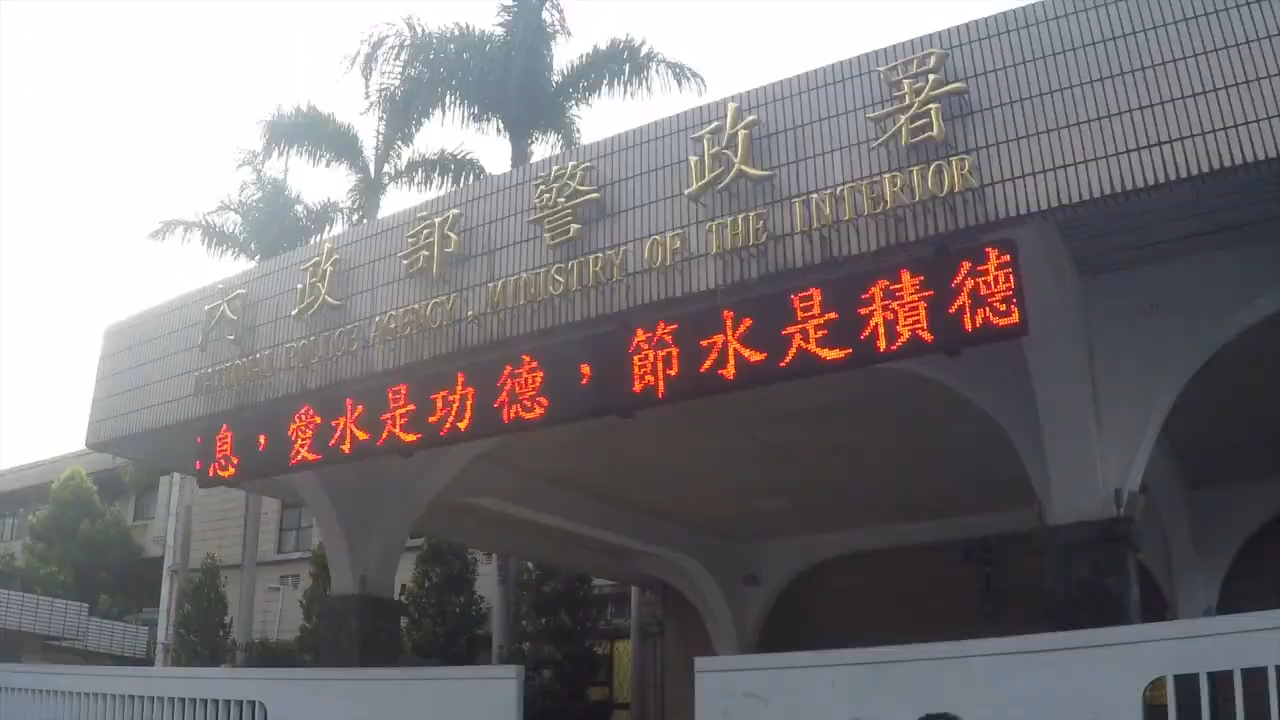 內政部警政署
NATIONAL POLICE AGENCY, MINISTRY OF THE INTERIOR
息，愛水是功德，節水是積德